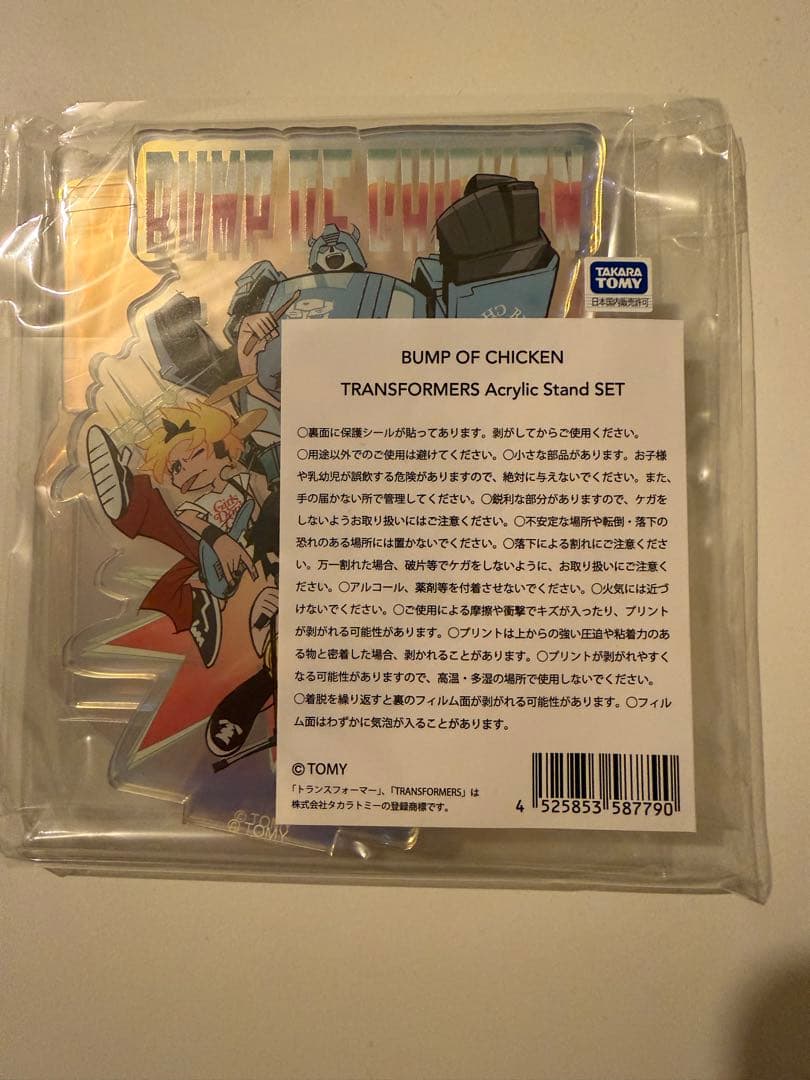 BUMP OF CHICKEN
TAKARA
TOMY
日本国内販売許可
BUMP OF CHICKEN
TRANSFORMERS Acrylic Stand SET
○裏面に保護シールが貼ってあります。剥がしてからご使用ください。
○用途以外でのご使用は避けてください。○小さな部品があります。お子様
や乳幼児が誤飲する危険がありますので、絶対に与えないでください。また、
手の届かない所で管理してください。○鋭利な部分がありますので、ケガを
しないようお取り扱いにはご注意ください。○不安定な場所や転倒・落下の
恐れのある場所には置かないでください。○落下による割れにご注意くださ
い。万一割れた場合、破片等でケガをしないように、お取り扱いにご注意くだ
さい。○アルコール、薬剤等を付着させないでください。○火気には近づ
けないでください。○ご使用による摩擦や衝撃でキズが入ったり、プリント
が剥がれる可能性があります。○プリントは上からの強い圧迫や粘着力のあ
る物と密着した場合、剥かれることがあります。○プリントが剥がれやすく
なる可能性がありますので、高温・多湿の場所で使用しないでください。
○着脱を繰り返すと裏のフィルム面が剥がれる可能性があります。○フィル
ム面はわずかに気泡が入ることがあります。
©TOMY
「トランスフォーマー」、「TRANSFORMERS」は
株式会社タカラトミーの登録商標です。
4 525853 587790
© TOMY